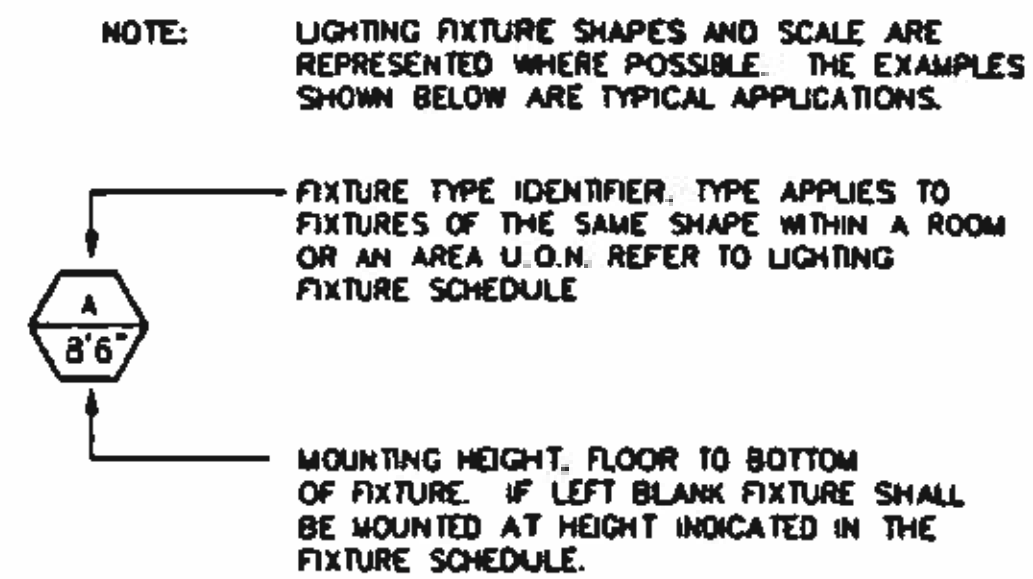 NOTE: LIGHTING FIXTURE SHAPES AND SCALE ARE
REPRESENTED WHERE POSSIBLE. THE EXAMPLES
SHOWN BELOW ARE TYPICAL APPLICATIONS.
FIXTURE TYPE IDENTIFIER. TYPE APPLIES TO
FIXTURES OF THE SAME SHAPE WITHIN A ROOM
OR AN AREA U.O.N. REFER TO LIGHTING
FIXTURE SCHEDULE
A
8'6"
MOUNTING HEIGHT. FLOOR TO BOTTOM
OF FIXTURE. IF LEFT BLANK FIXTURE SHALL
BE MOUNTED AT HEIGHT INDICATED IN THE
FIXTURE SCHEDULE.